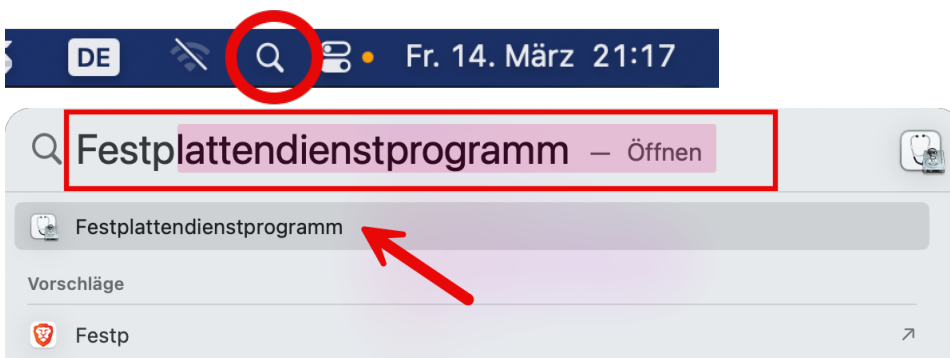 DE Fr. 14. März 21:17
Festplattendienstprogramm — Öffnen
Festplattendienstprogramm
Vorschläge
Festp